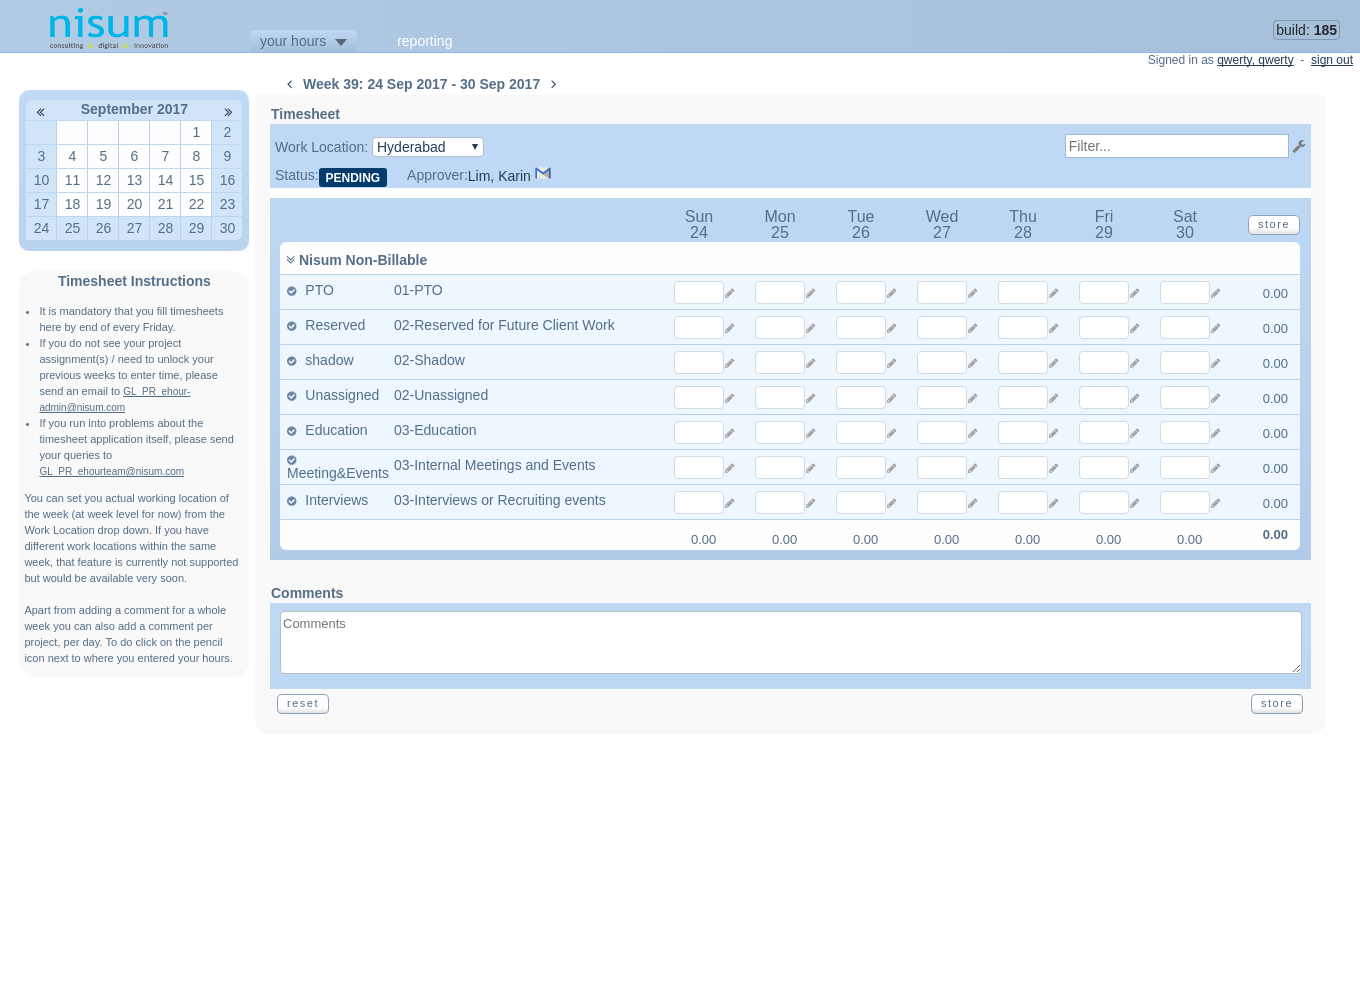 nisum
consulting digital innovation
your hours
reporting
build: 185
Signed in as qwerty, qwerty - sign out
Week 39: 24 Sep 2017 - 30 Sep 2017
September 2017
1 2
3 4 5 6 7 8 9
10 11 12 13 14 15 16
17 18 19 20 21 22 23
24 25 26 27 28 29 30
Timesheet Instructions
• It is mandatory that you fill timesheets
here by end of every Friday.
• If you do not see your project
assignment(s) / need to unlock your
previous weeks to enter time, please
send an email to GL_PR_ehour-
admin@nisum.com
• If you run into problems about the
timesheet application itself, please send
your queries to
GL_PR_ehourteam@nisum.com
You can set you actual working location of
the week (at week level for now) from the
Work Location drop down. If you have
different work locations within the same
week, that feature is currently not supported
but would be available very soon.
Apart from adding a comment for a whole
week you can also add a comment per
project, per day. To do click on the pencil
icon next to where you entered your hours.
Timesheet
Work Location: Hyderabad
Filter...
Status: PENDING Approver:Lim, Karin
Sun Mon Tue Wed Thu Fri Sat
24 25 26 27 28 29 30
store
Nisum Non-Billable
PTO 01-PTO 0.00
Reserved 02-Reserved for Future Client Work 0.00
shadow 02-Shadow 0.00
Unassigned 02-Unassigned 0.00
Education 03-Education 0.00
Meeting&Events 03-Internal Meetings and Events 0.00
Interviews 03-Interviews or Recruiting events 0.00
0.00 0.00 0.00 0.00 0.00 0.00 0.00 0.00
Comments
Comments
reset
store